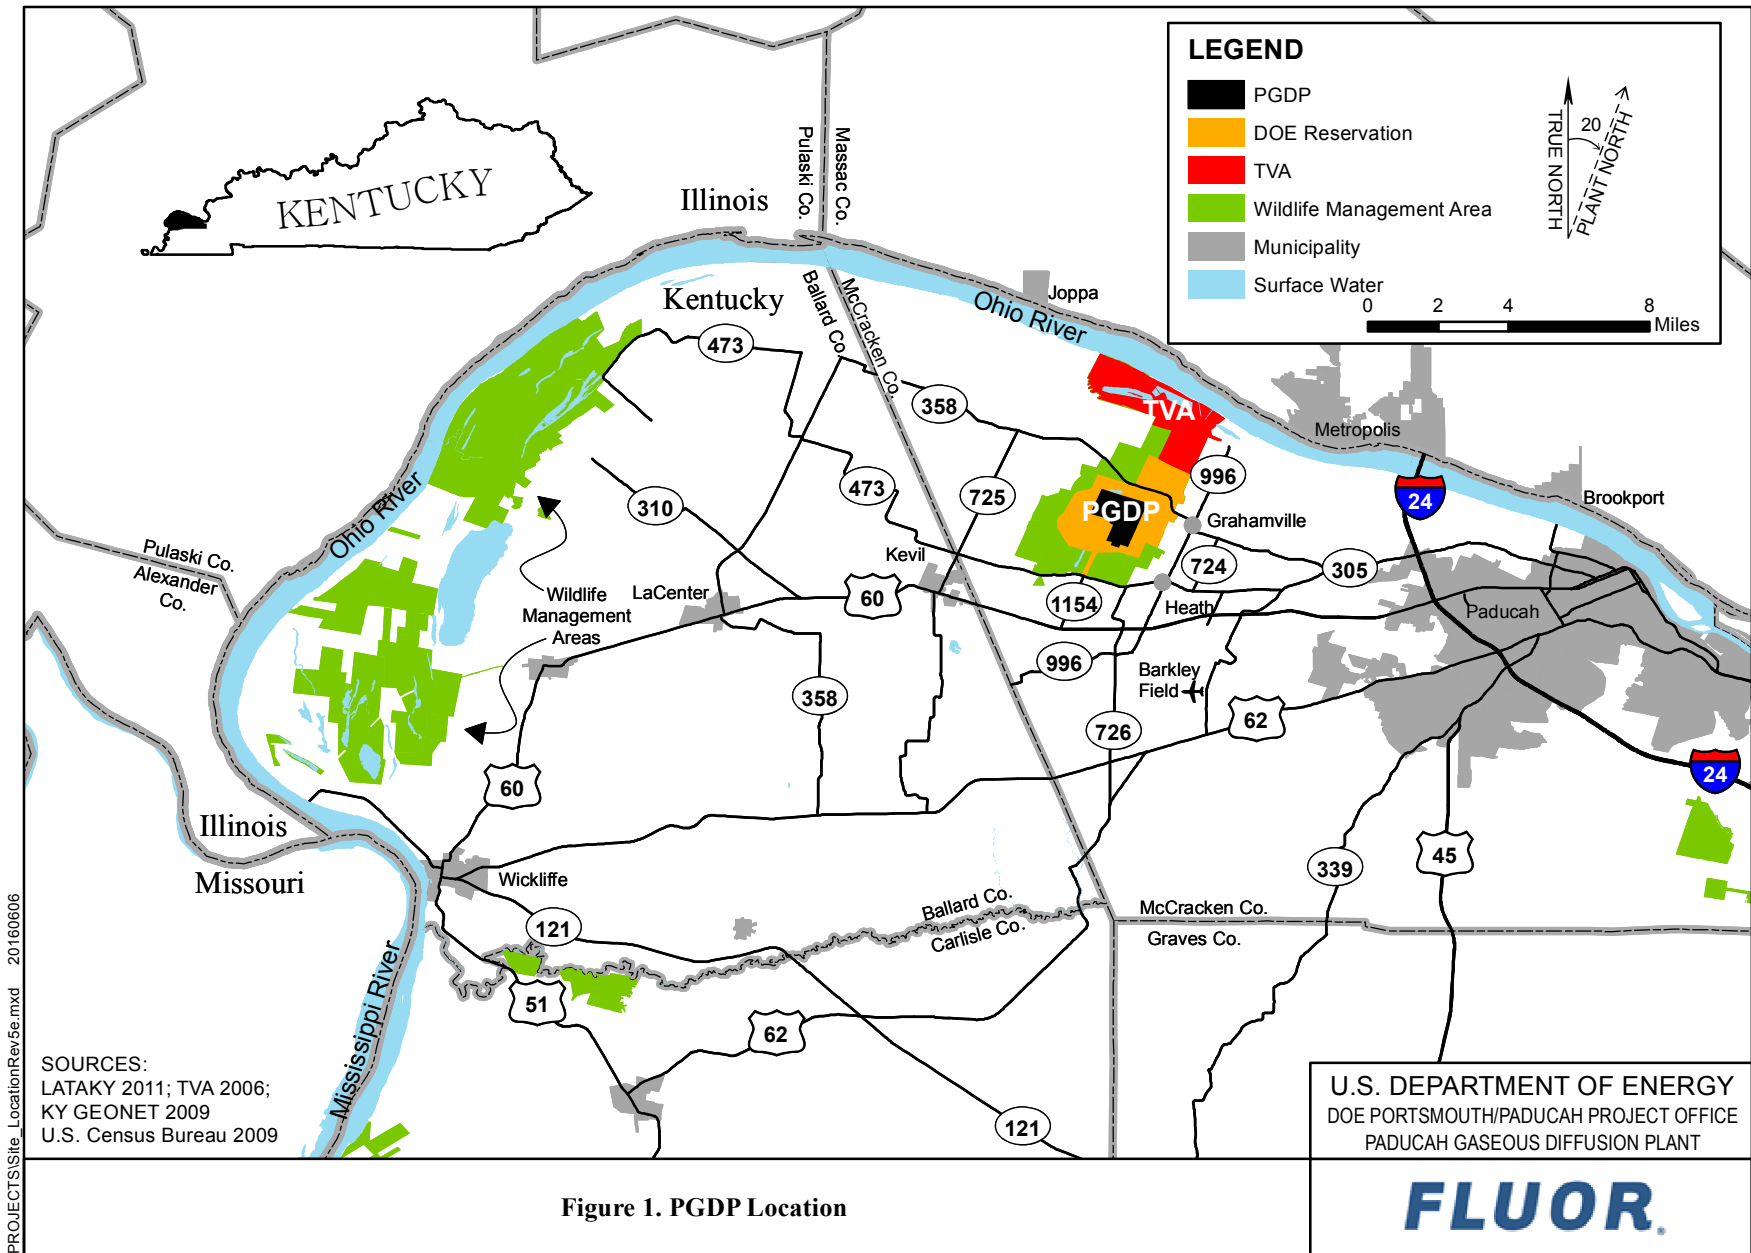 LEGEND
PGDP
DOE Reservation
TVA
Wildlife Management Area
Municipality
Surface Water
TRUE NORTH
20
PLANT NORTH
0 2 4 8
Miles
KENTUCKY
Illinois
Pulaski Co.
Massac Co.
Kentucky
Ballard Co.
McCracken Co.
Ohio River
Joppa
473
358
TVA
Metropolis
996
24
Brookport
Ohio River
310
473
725
PGDP
Grahamville
Kevil
724
305
Pulaski Co.
Alexander
Co.
Wildlife
Management
Areas
LaCenter
60
1154
Heath
Paducah
996
Barkley
Field
358
726
62
60
24
Illinois
Missouri
Wickliffe
339
45
121
Ballard Co.
Carlisle Co.
McCracken Co.
Graves Co.
Mississippi River
51
62
121
SOURCES:
LATAKY 2011; TVA 2006;
KY GEONET 2009
U.S. Census Bureau 2009
PROJECTS\Site_LocationRev5e.mxd 20160606
U.S. DEPARTMENT OF ENERGY
DOE PORTSMOUTH/PADUCAH PROJECT OFFICE
PADUCAH GASEOUS DIFFUSION PLANT
Figure 1. PGDP Location
FLUOR®